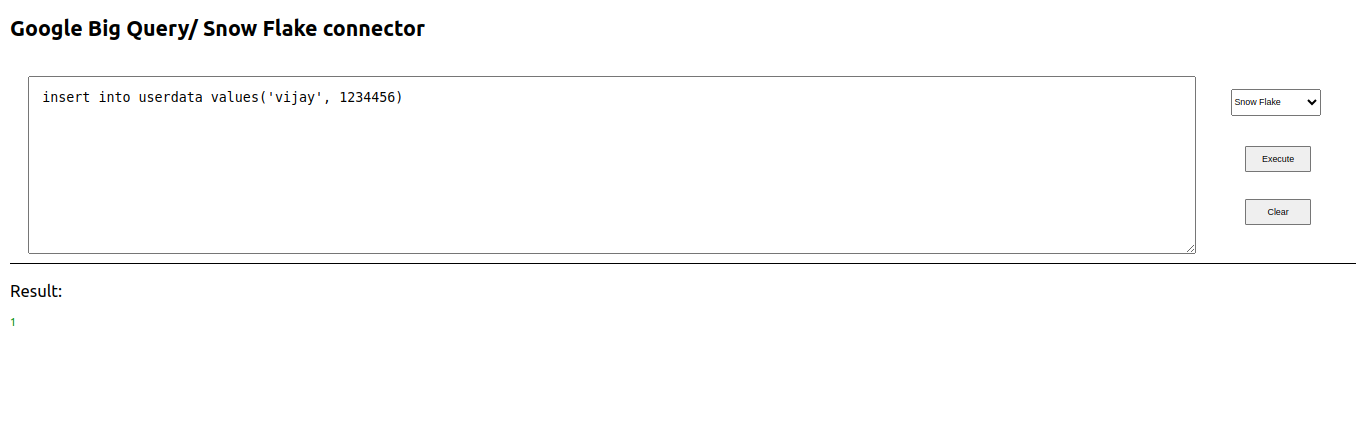 Google Big Query/ Snow Flake connector
insert into userdata values('vijay', 1234456)
Snow Flake
Execute
Clear
Result:
1